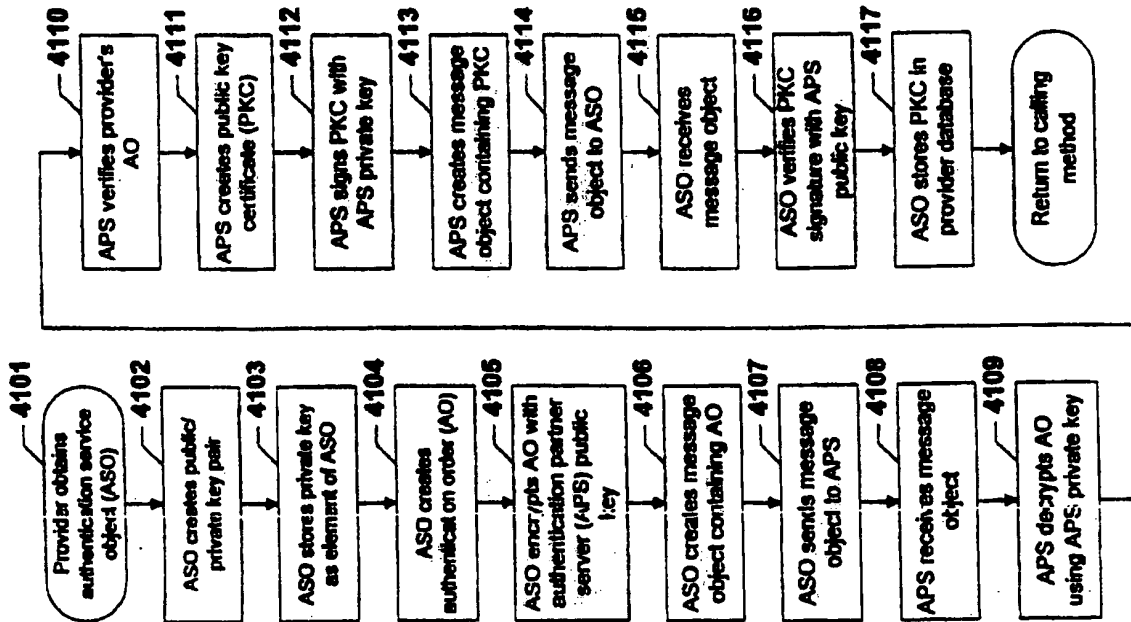 4101
Provider obtains
authentication service
object (ASO)
4102
ASO creates public/
private key pair
4103
ASO stores private key
as element of ASO
4104
ASO creates
authentication order (AO)
4105
ASO encrypts AO with
authentication partner
server (APS) public
key
4106
ASO creates message
object containing AO
4107
ASO sends message
object to APS
4108
APS receives message
object
4109
APS decrypts AO
using APS private key
4110
APS verifies provider's
AO
4111
APS creates public key
certificate (PKC)
4112
APS signs PKC with
APS private key
4113
APS creates message
object containing PKC
4114
APS sends message
object to ASO
4115
ASO receives
message object
4116
ASO verifies PKC
signature with APS
public key
4117
ASO stores PKC in
provider database
Return to calling
method